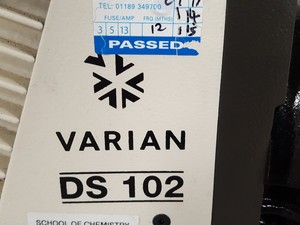 TEL: 01189 349700
FUSE/AMP FRQ (MTHS)
3 5 13 12
PASSED
VARIAN
DS 102
SCHOOL OF CHEMISTRY